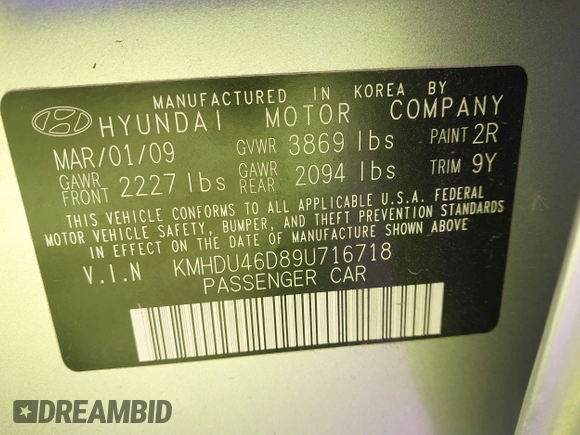 MANUFACTURED IN KOREA BY
HYUNDAI MOTOR COMPANY
MAR/01/09 GVWR 3869 lbs PAINT 2R
GAWR FRONT 2227 lbs GAWR REAR 2094 lbs TRIM 9Y
THIS VEHICLE CONFORMS TO ALL APPLICABLE U.S.A. FEDERAL
MOTOR VEHICLE SAFETY, BUMPER, AND THEFT PREVENTION STANDARDS
IN EFFECT ON THE DATE OF MANUFACTURE SHOWN ABOVE.
V.I.N KMHDU46D89U716718
PASSENGER CAR
DREAMBID